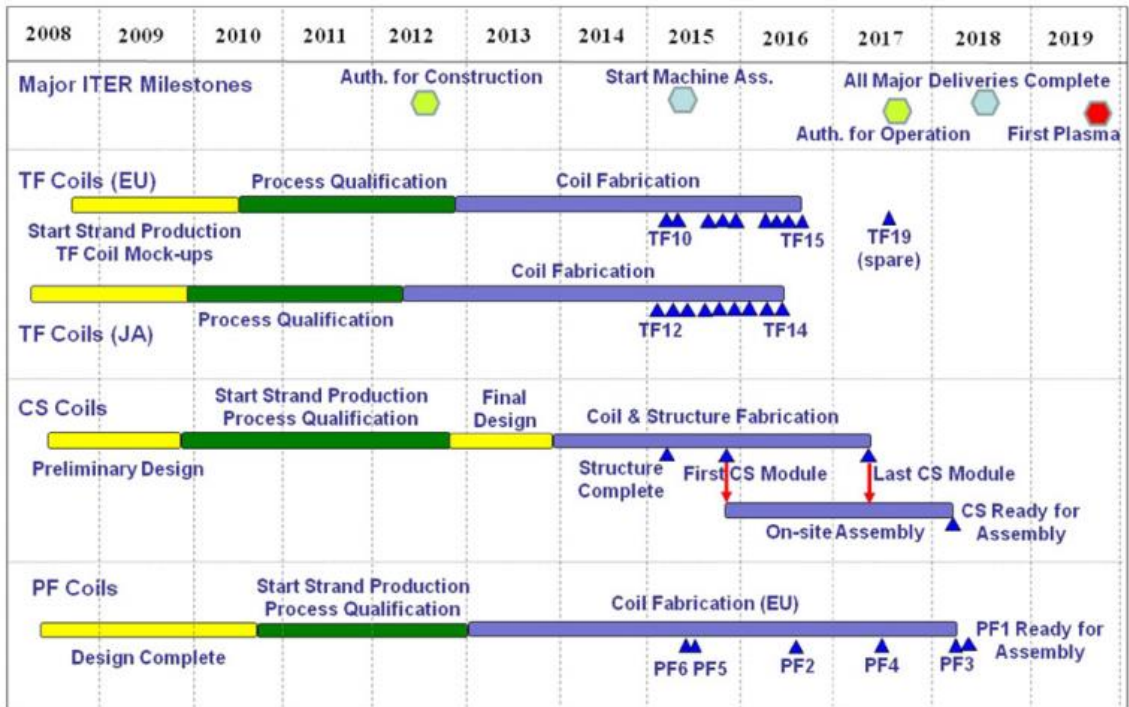 2008 2009 2010 2011 2012 2013 2014 2015 2016 2017 2018 2019
Major ITER Milestones
Auth. for Construction
Start Machine Ass.
All Major Deliveries Complete
Auth. for Operation
First Plasma
TF Coils (EU)
Process Qualification
Coil Fabrication
Start Strand Production
TF Coil Mock-ups
TF10
TF15
TF19
(spare)
Coil Fabrication
TF Coils (JA)
Process Qualification
TF12
TF14
CS Coils
Start Strand Production
Process Qualification
Final
Design
Coil & Structure Fabrication
Preliminary Design
Structure
Complete
First CS Module
Last CS Module
On-site Assembly
CS Ready for
Assembly
PF Coils
Start Strand Production
Process Qualification
Coil Fabrication (EU)
Design Complete
PF6 PF5
PF2
PF4
PF3
PF1 Ready for
Assembly